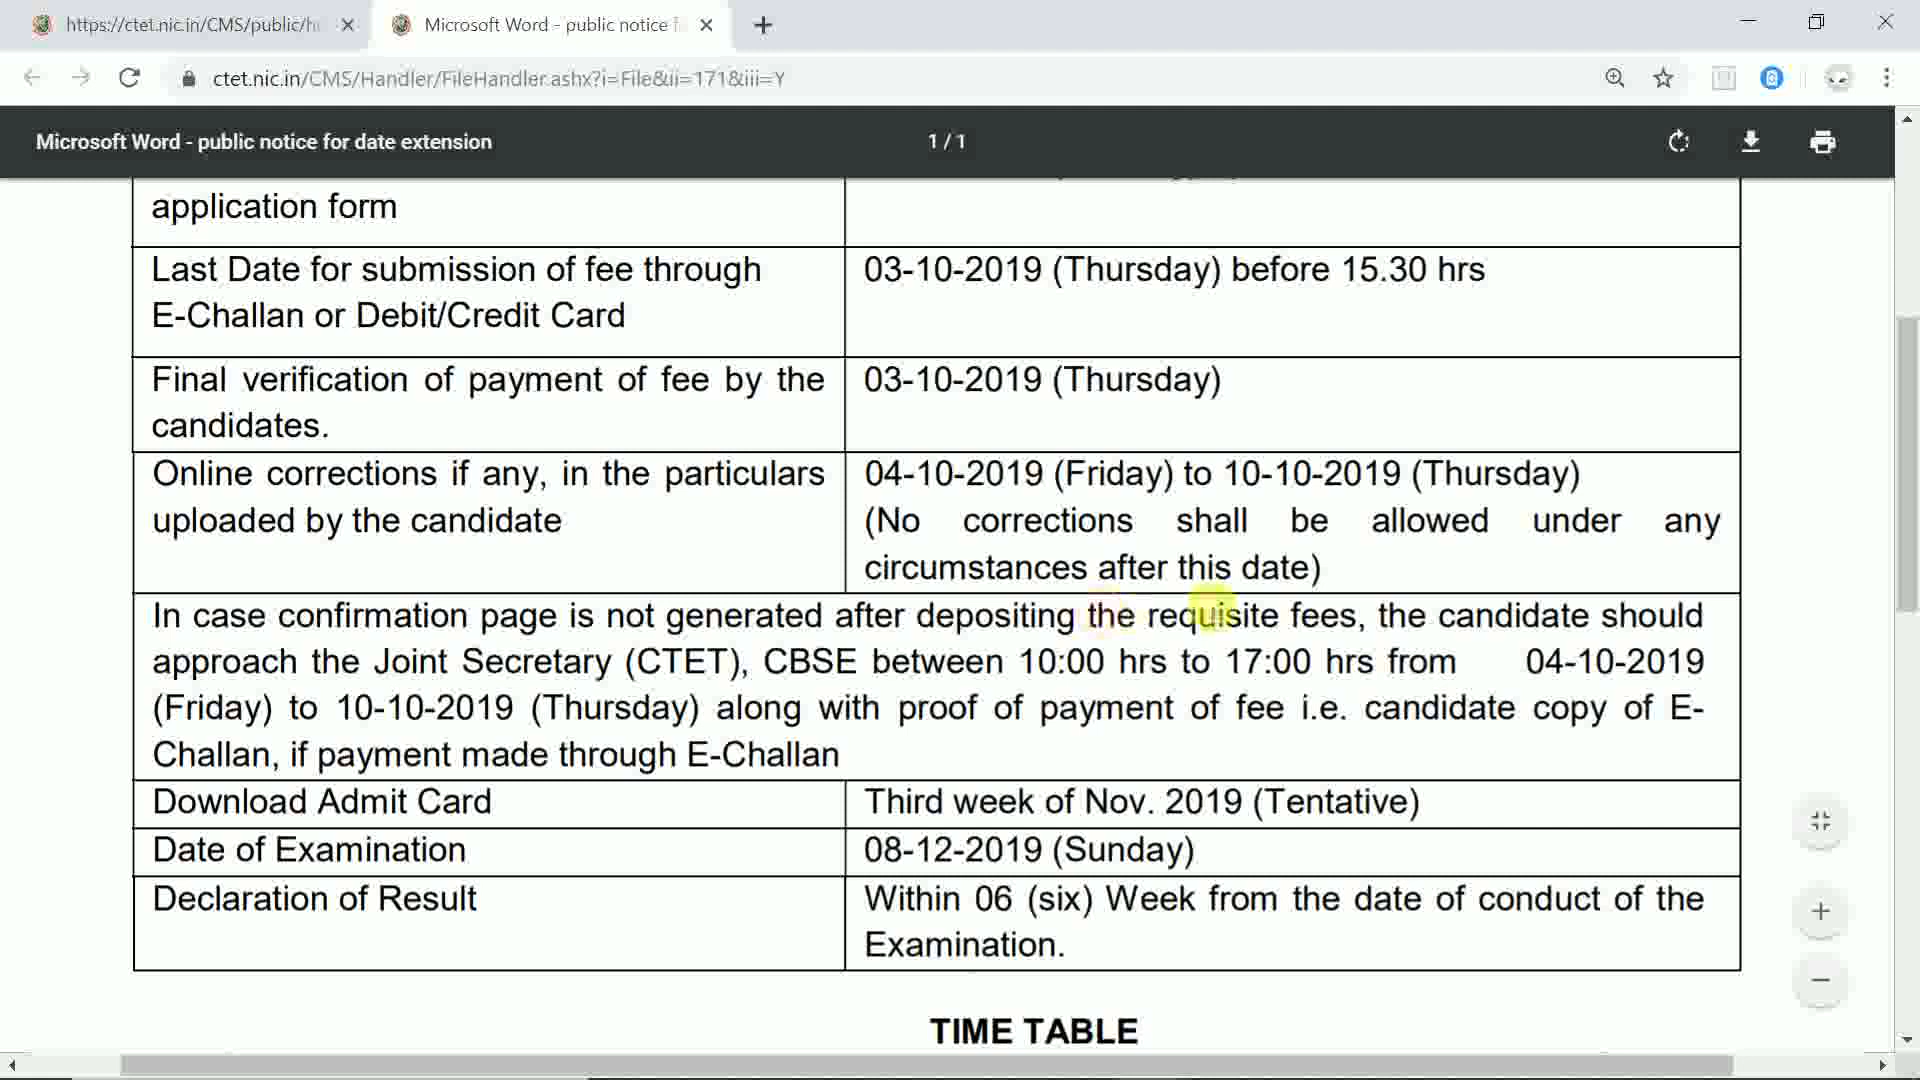 https://ctet.nic.in/CMS/public/h
Microsoft Word - public notice f
ctet.nic.in/CMS/Handler/FileHandler.ashx?i=File&ii=171&iii=Y
Microsoft Word - public notice for date extension
1 / 1
application form
Last Date for submission of fee through
E-Challan or Debit/Credit Card
03-10-2019 (Thursday) before 15.30 hrs
Final verification of payment of fee by the
candidates.
03-10-2019 (Thursday)
Online corrections if any, in the particulars
uploaded by the candidate
04-10-2019 (Friday) to 10-10-2019 (Thursday)
(No corrections shall be allowed under any
circumstances after this date)
In case confirmation page is not generated after depositing the requisite fees, the candidate should
approach the Joint Secretary (CTET), CBSE between 10:00 hrs to 17:00 hrs from 04-10-2019
(Friday) to 10-10-2019 (Thursday) along with proof of payment of fee i.e. candidate copy of E-
Challan, if payment made through E-Challan
Download Admit Card
Third week of Nov. 2019 (Tentative)
Date of Examination
08-12-2019 (Sunday)
Declaration of Result
Within 06 (six) Week from the date of conduct of the
Examination.
TIME TABLE